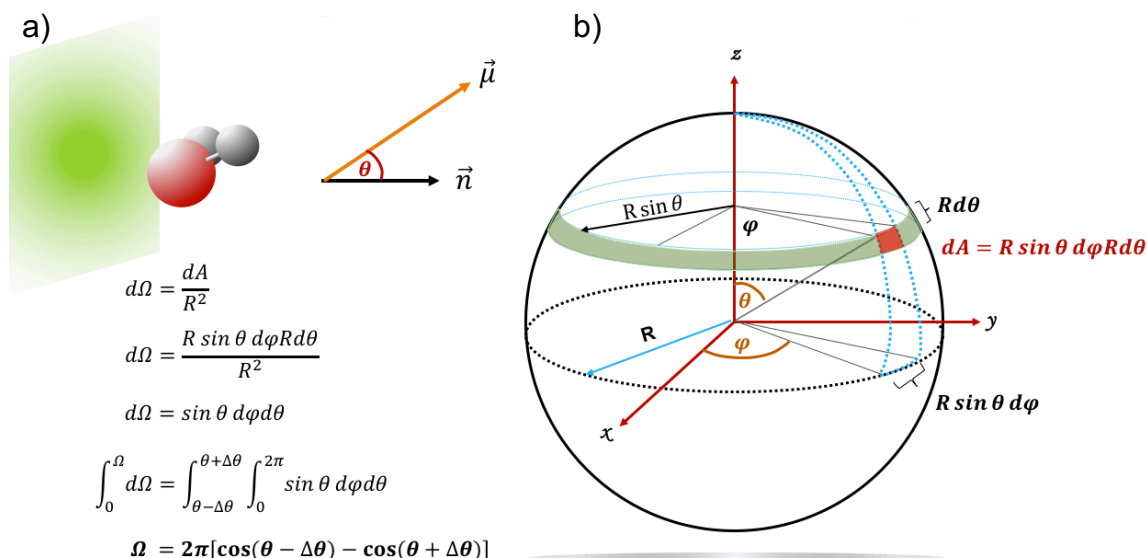 a)
μ⃗
θ
n⃗
dΩ = dA / R²
dΩ = R sin θ dφRdθ / R²
dΩ = sin θ dφdθ
∫₀^Ω dΩ = ∫_{θ−Δθ}^{θ+Δθ} ∫₀^{2π} sin θ dφdθ
Ω = 2π[cos(θ − Δθ) − cos(θ + Δθ)]
b)
z
R sin θ
Rdθ
φ
dA = R sin θ dφRdθ
θ
R
y
φ
R sin θ dφ
x